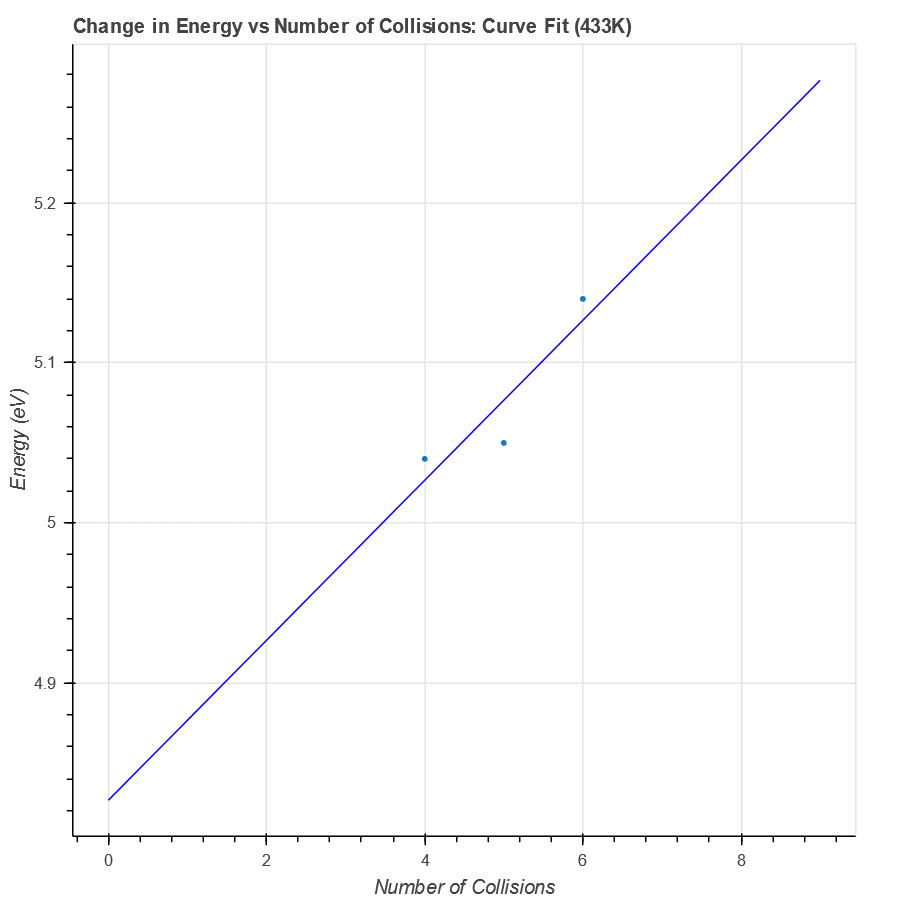 Change in Energy vs Number of Collisions: Curve Fit (433K)
5.2
5.1
5
4.9
Energy (eV)
0 2 4 6 8
Number of Collisions